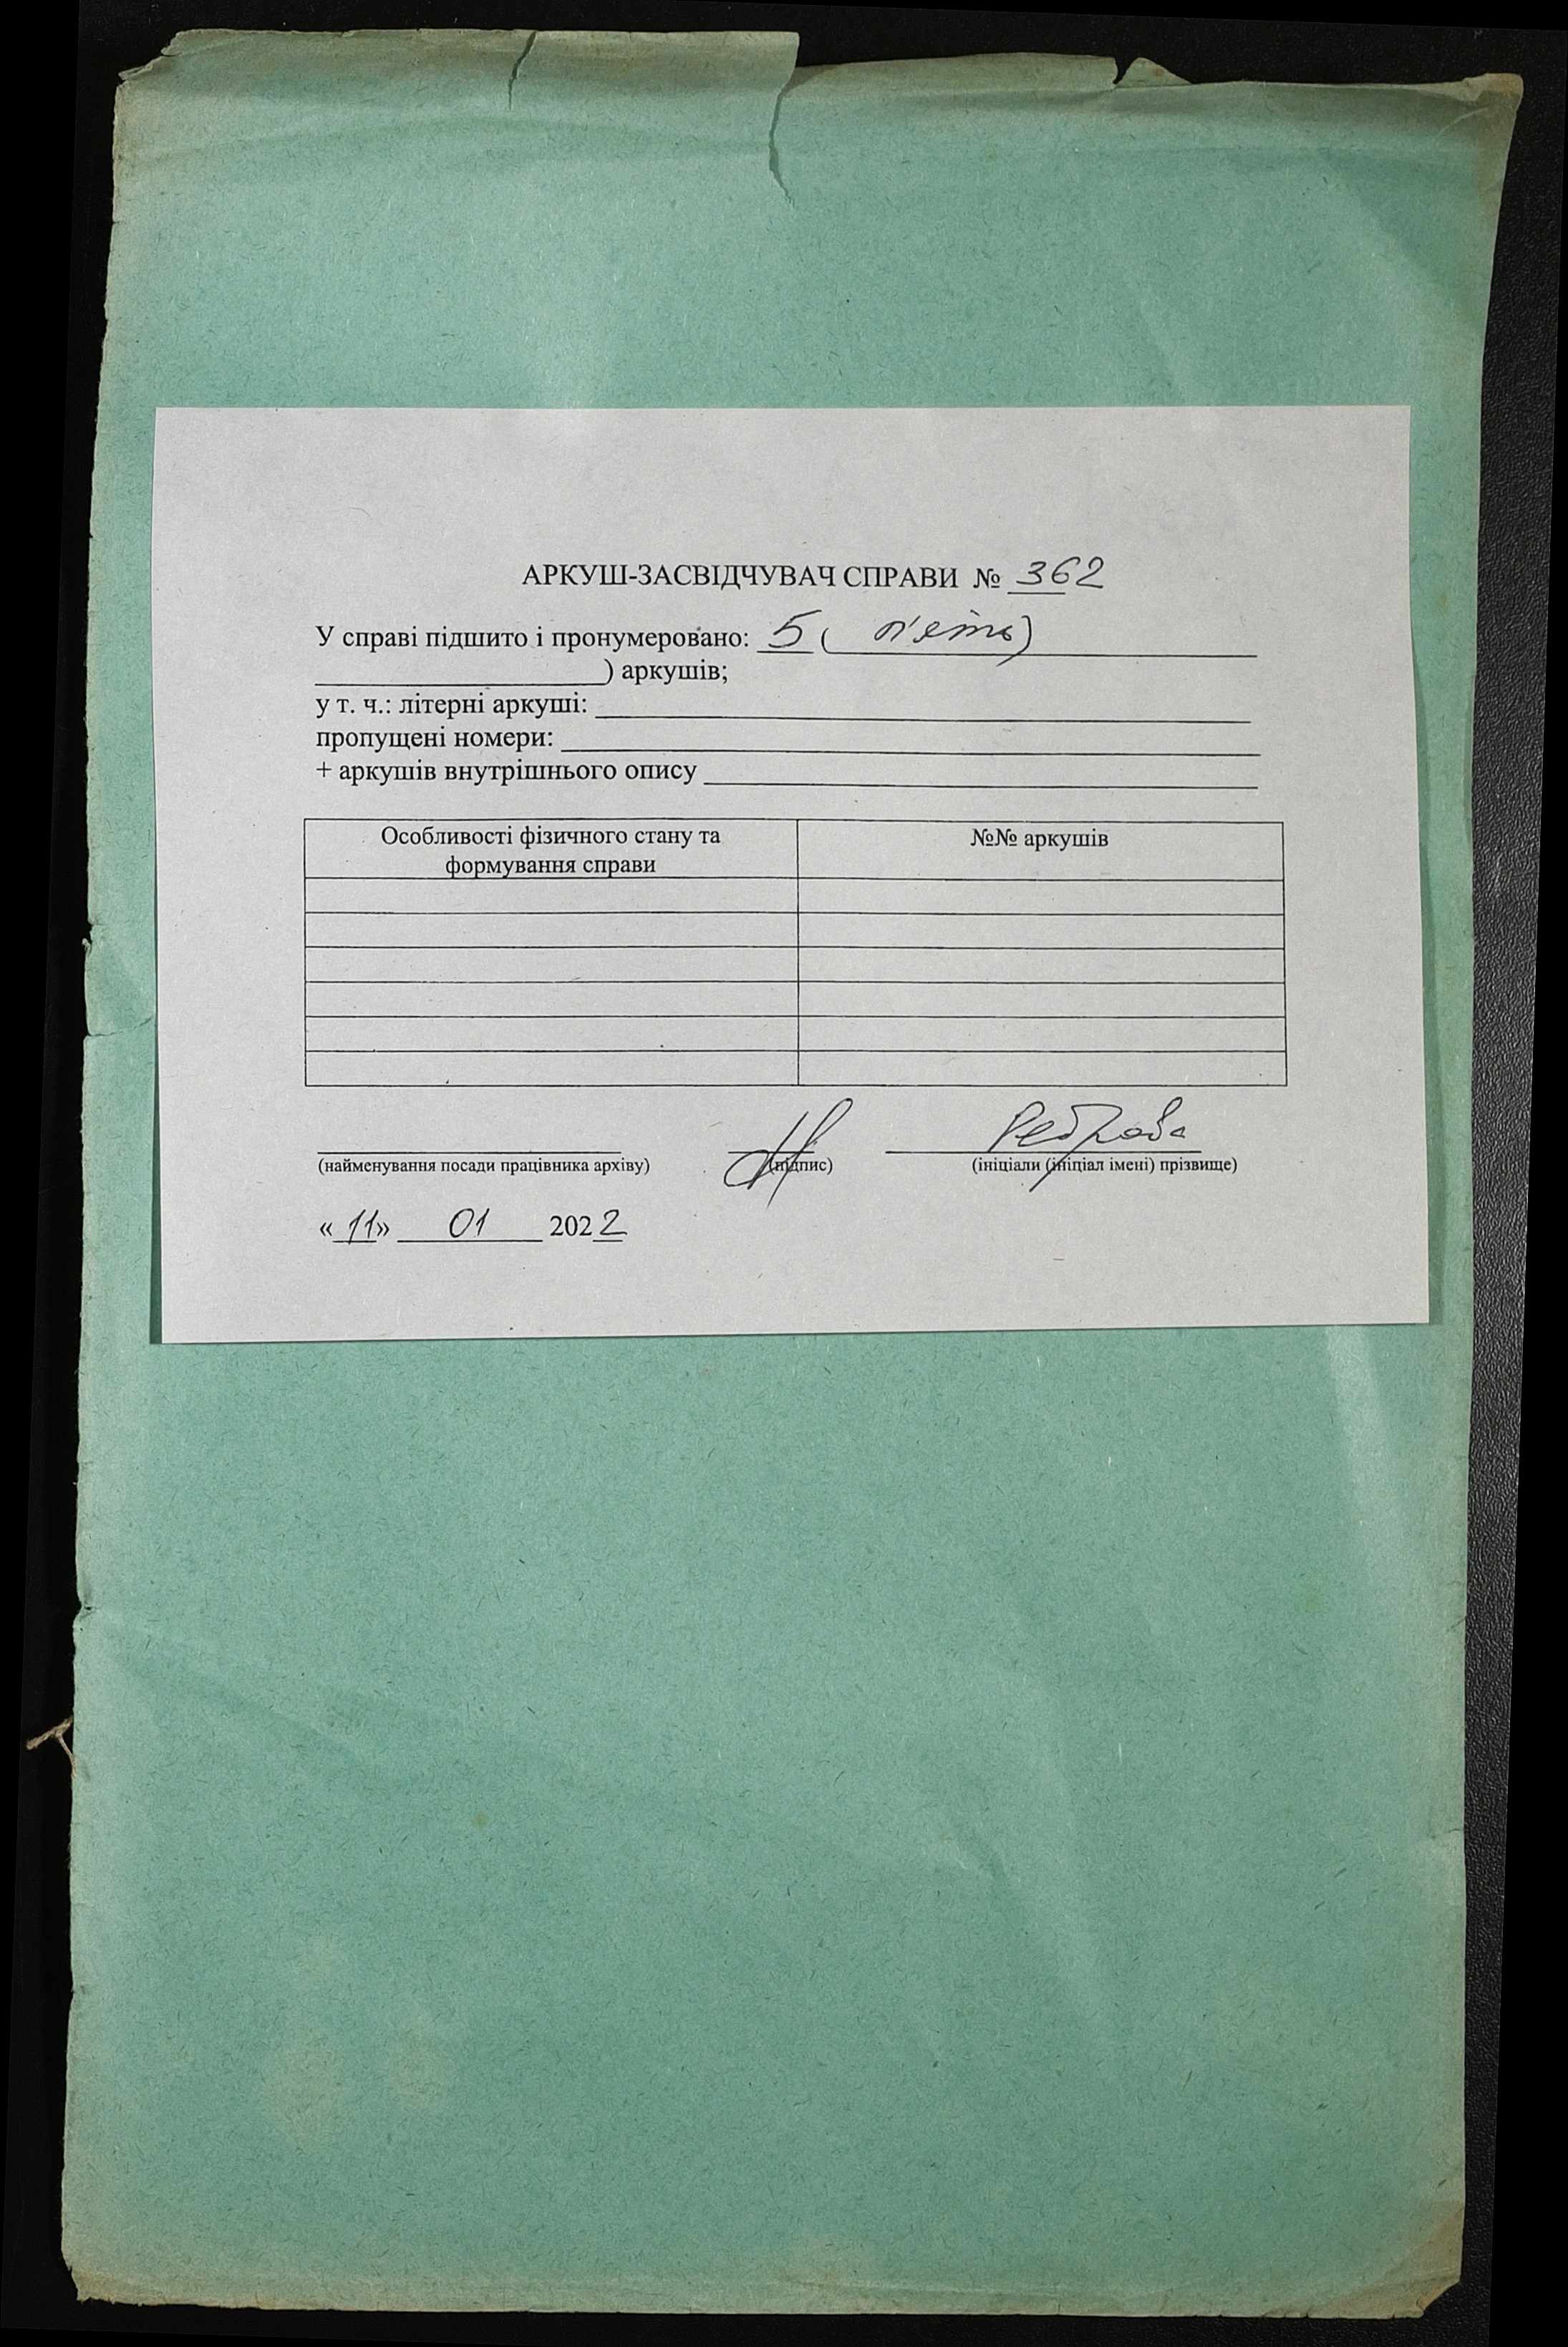 АРКУШ-ЗАСВІДЧУВАЧ СПРАВИ № 362
У справі підшито і пронумеровано: 5 ( п'ять)
) аркушів;
у т. ч.: літерні аркуші:
пропущені номери:
+ аркушів внутрішнього опису
Особливості фізичного стану та формування справи №№ аркушів
Реброва
(найменування посади працівника архіву) (підпис) (ініціали (ініціал імені) прізвище)
«11» 01 2022